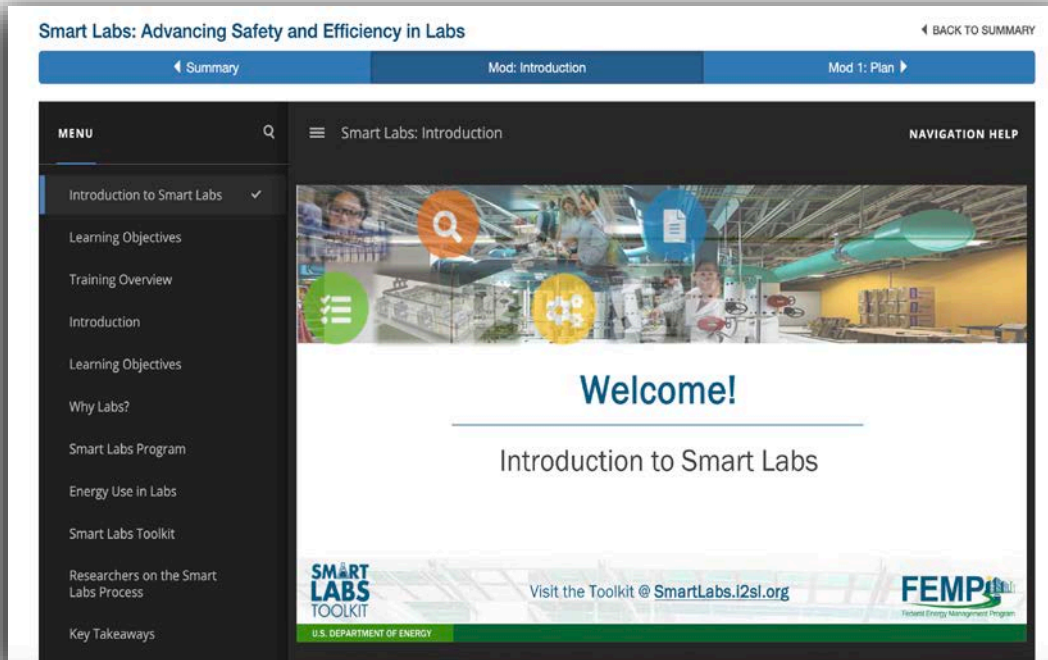 Smart Labs: Advancing Safety and Efficiency in Labs
BACK TO SUMMARY
Summary
Mod: Introduction
Mod 1: Plan
MENU
Smart Labs: Introduction
NAVIGATION HELP
Introduction to Smart Labs
Learning Objectives
Training Overview
Introduction
Learning Objectives
Why Labs?
Smart Labs Program
Energy Use in Labs
Smart Labs Toolkit
Researchers on the Smart
Labs Process
Key Takeaways
Welcome!
Introduction to Smart Labs
SMART
LABS
TOOLKIT
Visit the Toolkit @ SmartLabs.i2sl.org
FEMP
Federal Energy Management Program
U.S. DEPARTMENT OF ENERGY